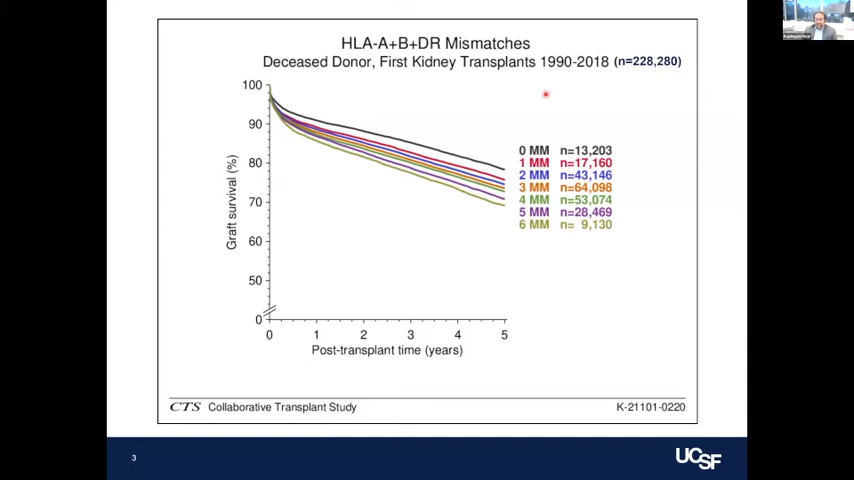 HLA-A+B+DR Mismatches
Deceased Donor, First Kidney Transplants 1990-2018 (n=228,280)
100
90
80
70
60
50
0
Graft survival (%)
0 MM n=13,203
1 MM n=17,160
2 MM n=43,146
3 MM n=64,098
4 MM n=53,074
5 MM n=28,469
6 MM n= 9,130
0 1 2 3 4 5
Post-transplant time (years)
CTS Collaborative Transplant Study
K-21101-0220
3
UCSF